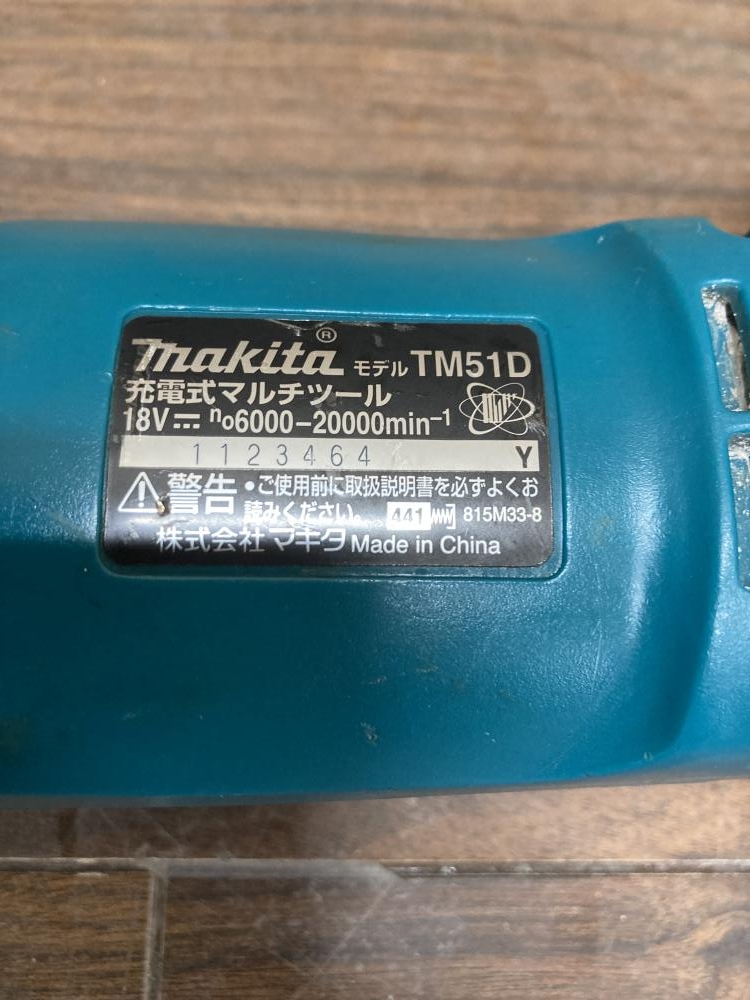 makita® モデル TM51D
充電式マルチツール
18V⎓ no6000-20000min-1
1123464 Y
⚠警告 •ご使用前に取扱説明書を必ずよくお
読みください。 441 815M33-8
株式会社 マキタ Made in China